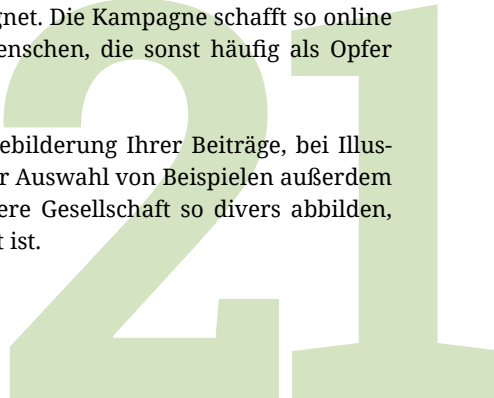 gnet. Die Kampagne schafft so online
enschen, die sonst häufig als Opfer
ebilderung Ihrer Beiträge, bei Illus-
r Auswahl von Beispielen außerdem
ere Gesellschaft so divers abbilden,
t ist.
21